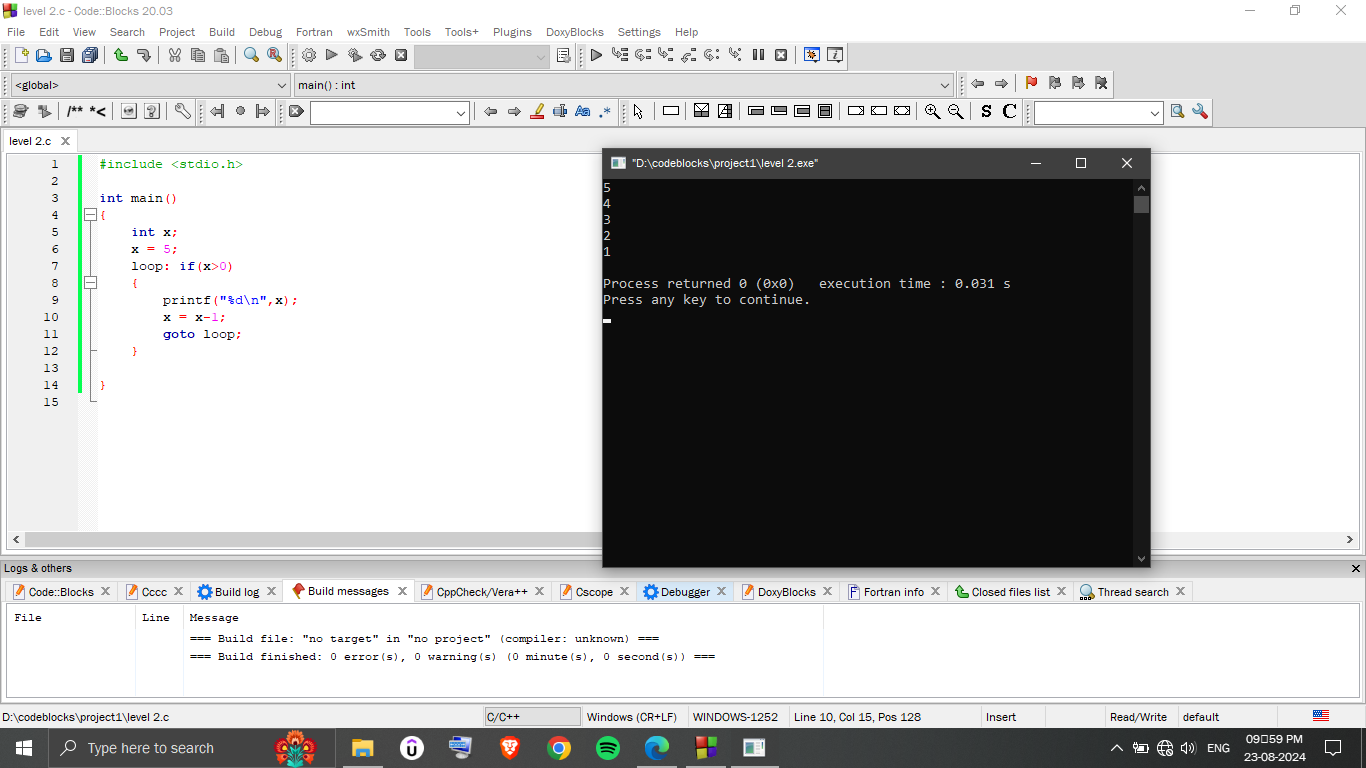 level 2.c - Code::Blocks 20.03
File Edit View Search Project Build Debug Fortran wxSmith Tools Tools+ Plugins DoxyBlocks Settings Help
<global> main() : int
/** *< Aa .* S C
level 2.c
1 #include <stdio.h>
2
3 int main()
4 {
5 int x;
6 x = 5;
7 loop: if(x>0)
8 {
9 printf("%d\n",x);
10 x = x-1;
11 goto loop;
12 }
13
14 }
15
"D:\codeblocks\project1\level 2.exe"
5
4
3
2
1
Process returned 0 (0x0)   execution time : 0.031 s
Press any key to continue.
Logs & others
Code::Blocks Cccc Build log Build messages CppCheck/Vera++ Cscope Debugger DoxyBlocks Fortran info Closed files list Thread search
File Line Message
=== Build file: "no target" in "no project" (compiler: unknown) ===
=== Build finished: 0 error(s), 0 warning(s) (0 minute(s), 0 second(s)) ===
D:\codeblocks\project1\level 2.c C/C++ Windows (CR+LF) WINDOWS-1252 Line 10, Col 15, Pos 128 Insert Read/Write default
Type here to search
ENG
09□59 PM
23-08-2024